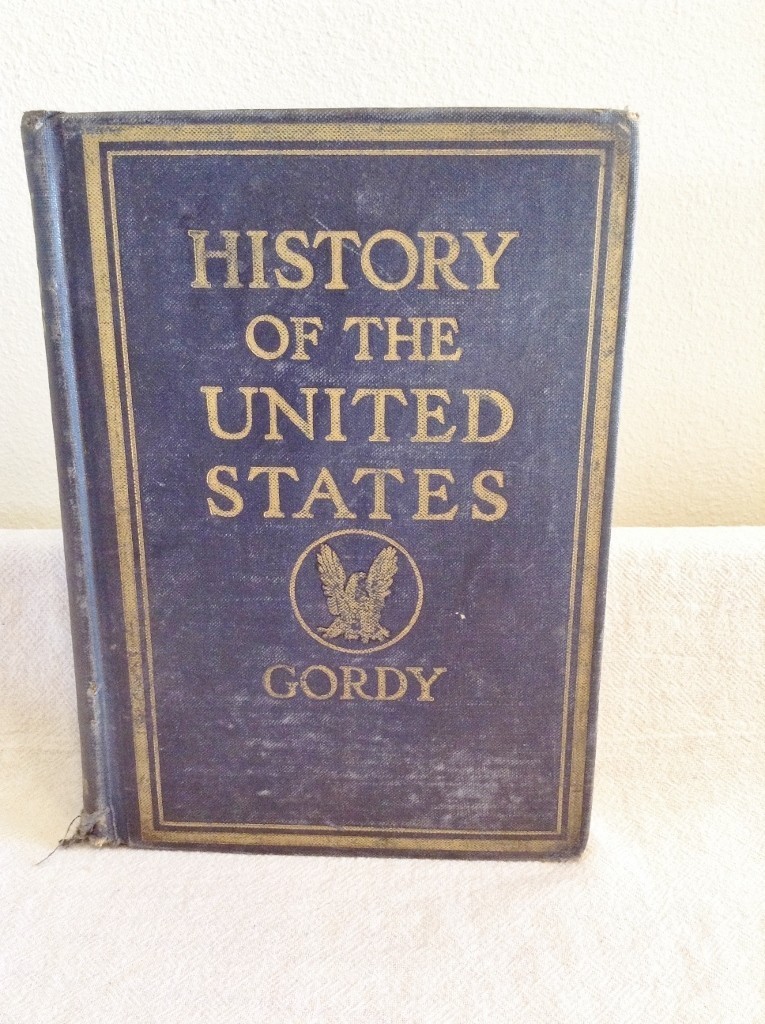 HISTORY
OF THE
UNITED
STATES
GORDY